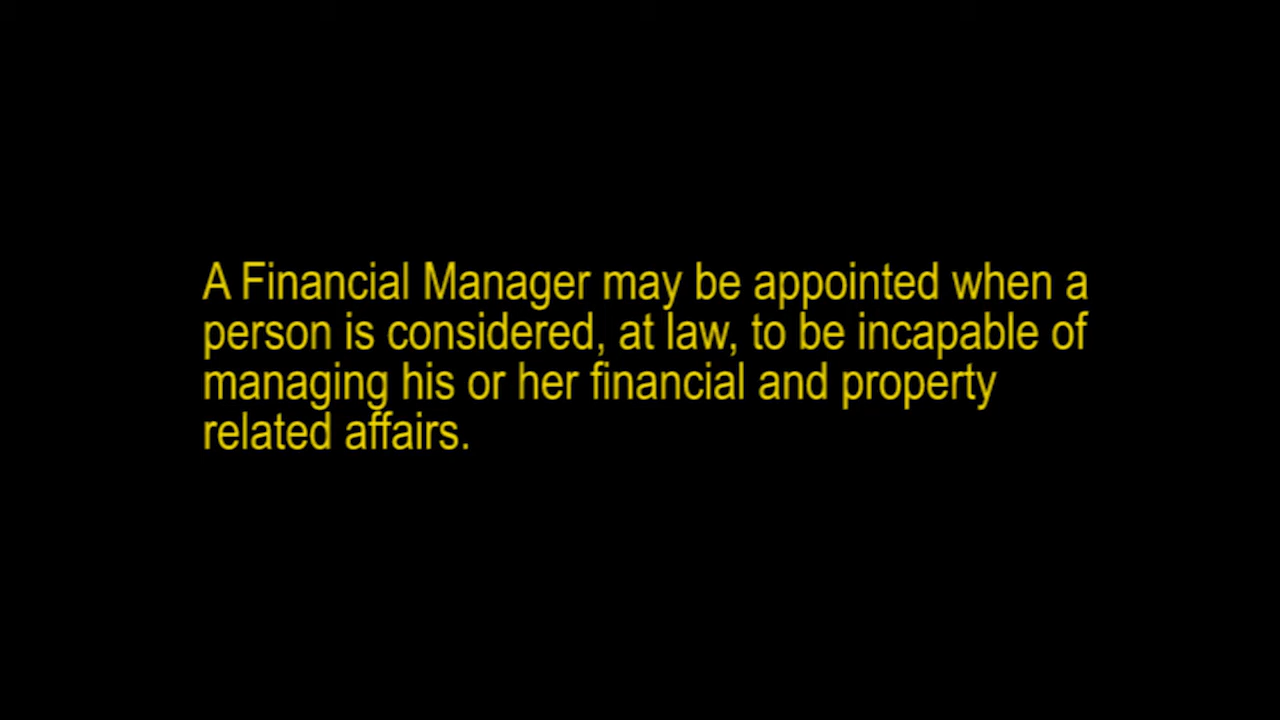 A Financial Manager may be appointed when a
person is considered, at law, to be incapable of
managing his or her financial and property
related affairs.